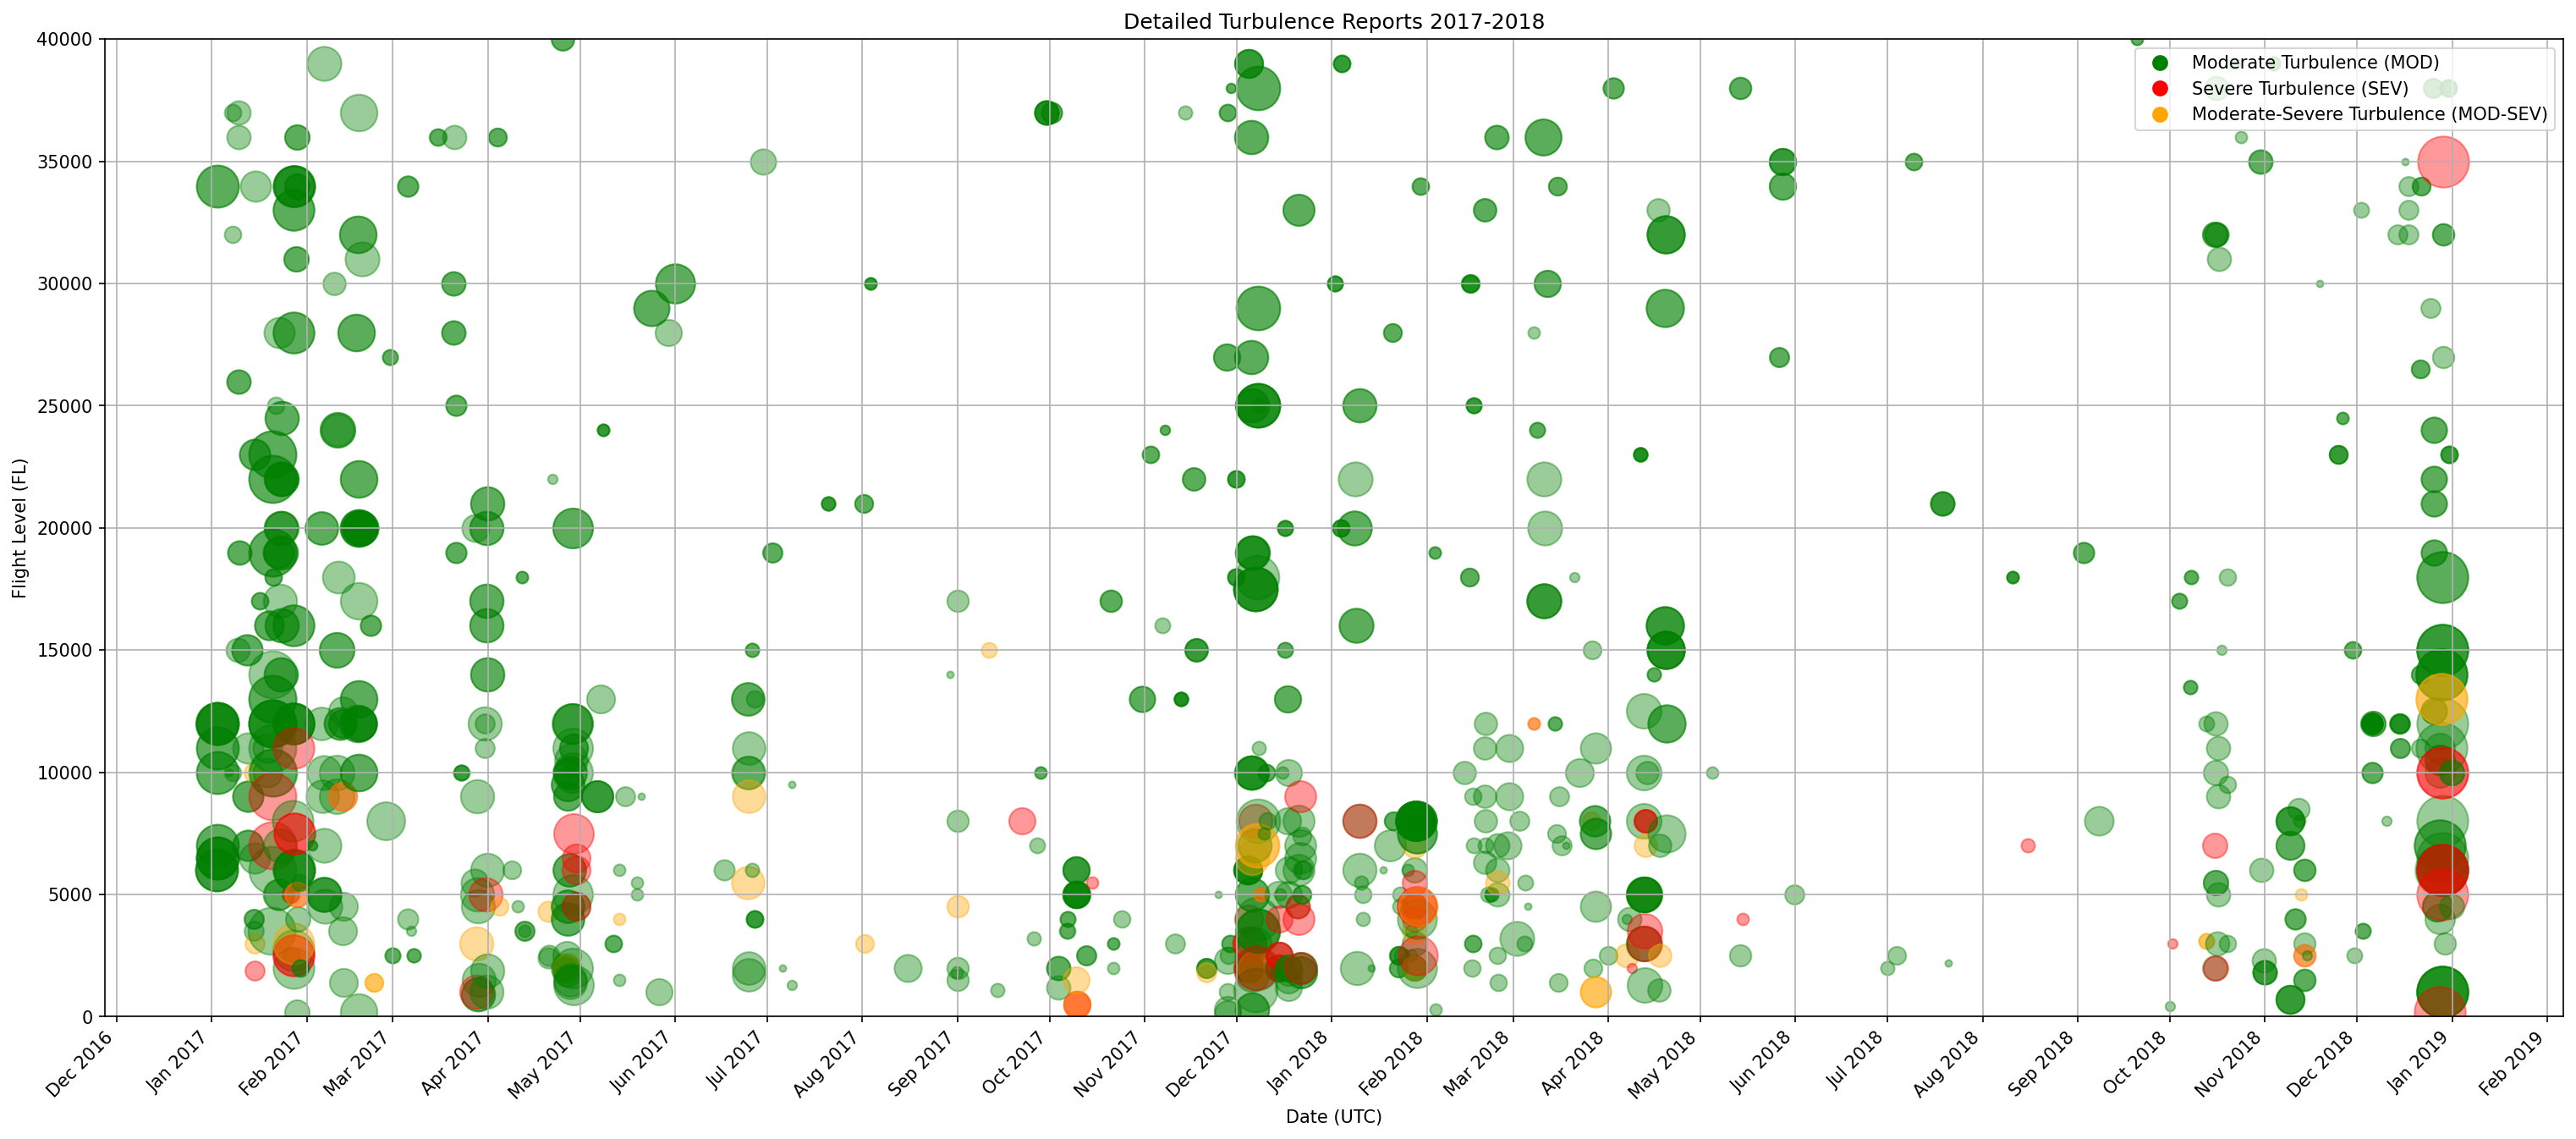 Detailed Turbulence Reports 2017-2018
Moderate Turbulence (MOD)
Severe Turbulence (SEV)
Moderate-Severe Turbulence (MOD-SEV)
Flight Level (FL)
40000
35000
30000
25000
20000
15000
10000
5000
0
Dec 2016
Jan 2017
Feb 2017
Mar 2017
Apr 2017
May 2017
Jun 2017
Jul 2017
Aug 2017
Sep 2017
Oct 2017
Nov 2017
Dec 2017
Jan 2018
Feb 2018
Mar 2018
Apr 2018
May 2018
Jun 2018
Jul 2018
Aug 2018
Sep 2018
Oct 2018
Nov 2018
Dec 2018
Jan 2019
Feb 2019
Date (UTC)